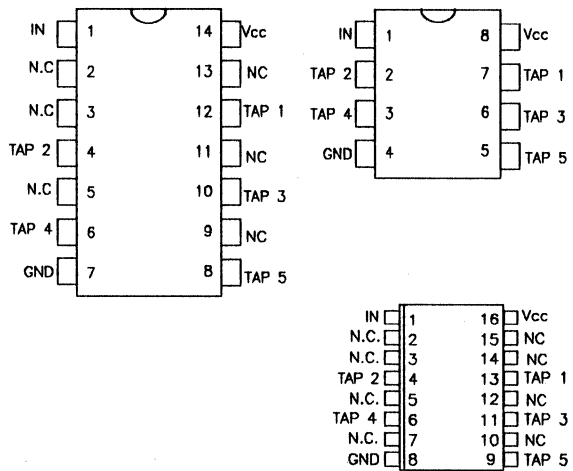 IN 1 14 Vcc
N.C 2 13 NC
N.C 3 12 TAP 1
TAP 2 4 11 NC
N.C 5 10 TAP 3
TAP 4 6 9 NC
GND 7 8 TAP 5
IN 1 8 Vcc
TAP 2 2 7 TAP 1
TAP 4 3 6 TAP 3
GND 4 5 TAP 5
IN 1 16 Vcc
N.C. 2 15 NC
N.C. 3 14 NC
TAP 2 4 13 TAP 1
N.C. 5 12 NC
TAP 4 6 11 TAP 3
N.C. 7 10 NC
GND 8 9 TAP 5